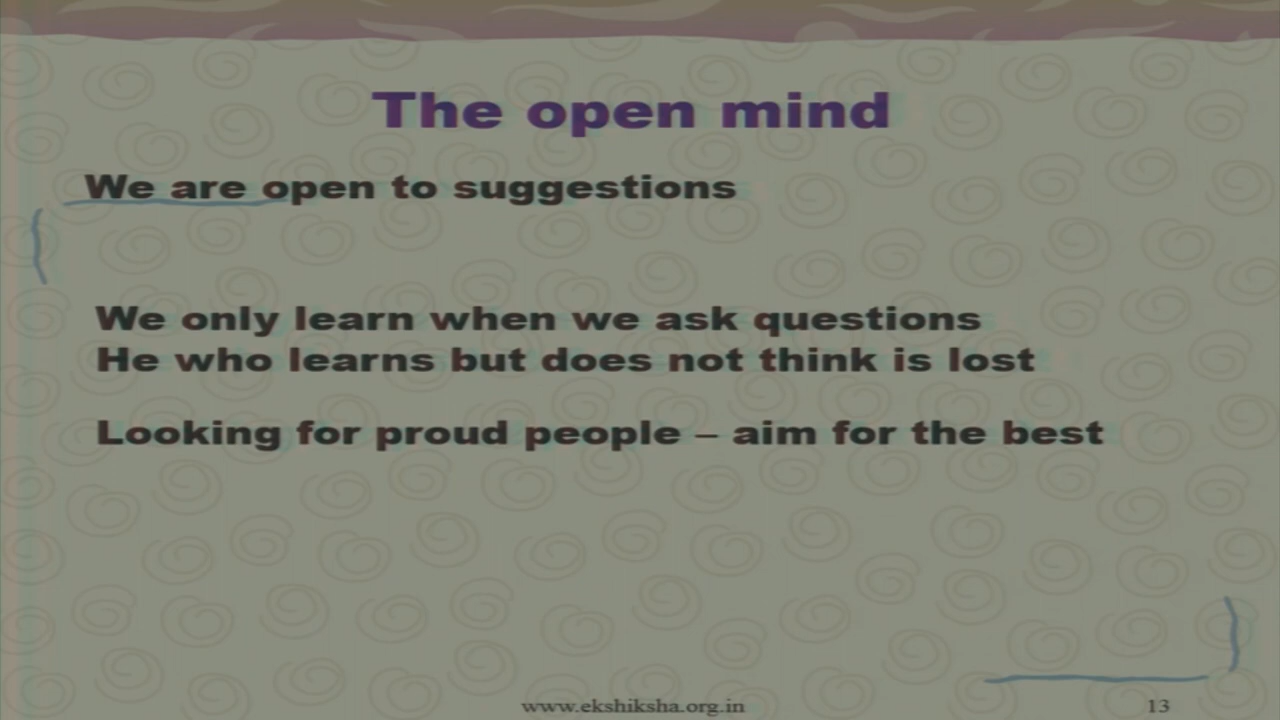 The open mind
We are open to suggestions
We only learn when we ask questions
He who learns but does not think is lost
Looking for proud people – aim for the best
www.ekshiksha.org.in
13